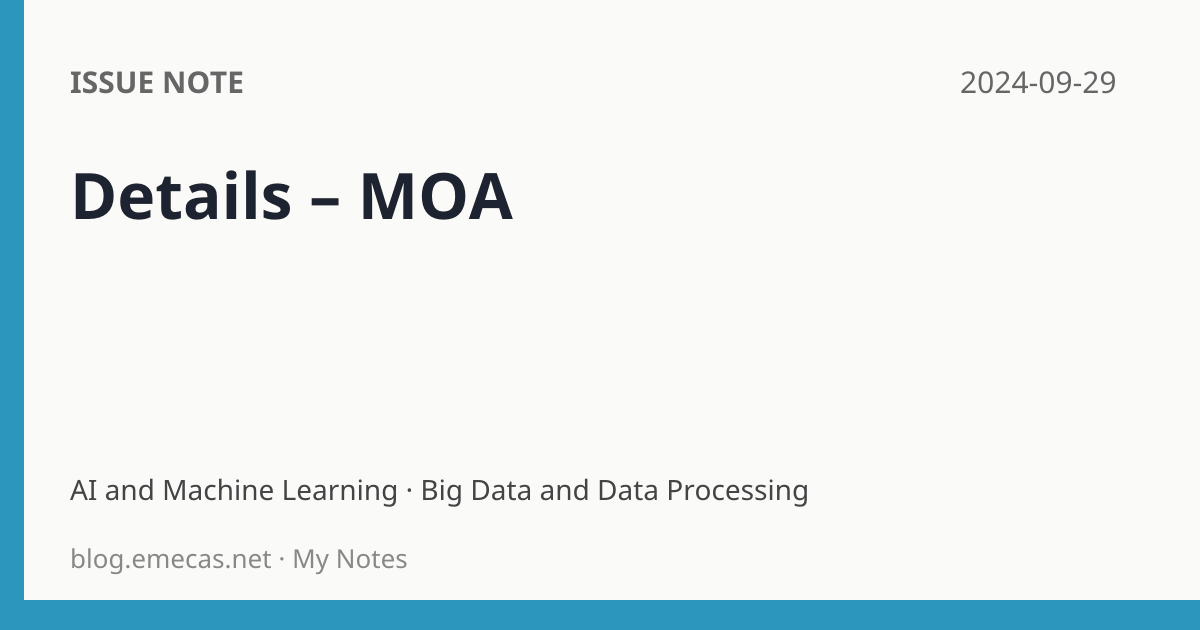 ISSUE NOTE
2024-09-29
Details – MOA
AI and Machine Learning · Big Data and Data Processing
blog.emecas.net · My Notes